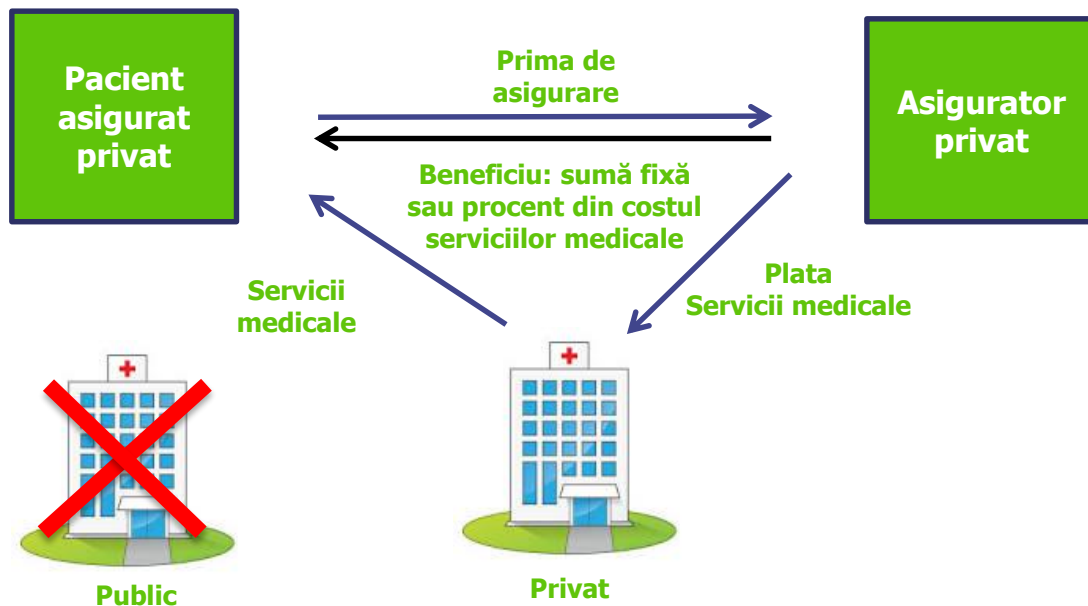 Pacient
asigurat
privat
Prima de
asigurare
Asigurator
privat
Beneficiu: sumă fixă
sau procent din costul
serviciilor medicale
Servicii
medicale
Plata
Servicii medicale
Public
Privat